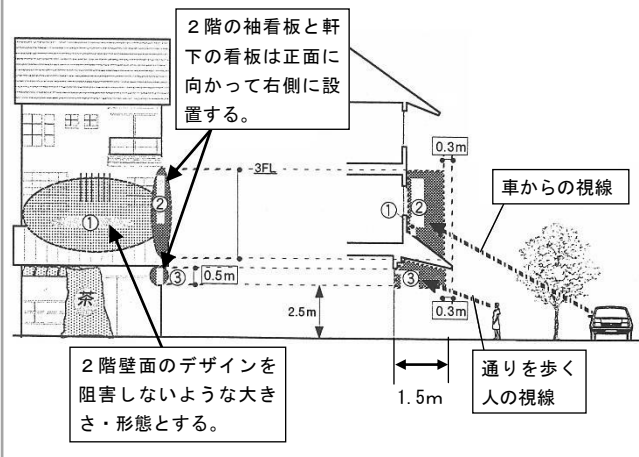 ２階の袖看板と軒
下の看板は正面に
向かって右側に設
置する。
0.3m
3FL
車からの視線
②
①
②
①
③
0.5m
③
茶
2.5m
0.3m
２階壁面のデザインを
阻害しないような大き
さ・形態とする。
1.5m
通りを歩く
人の視線